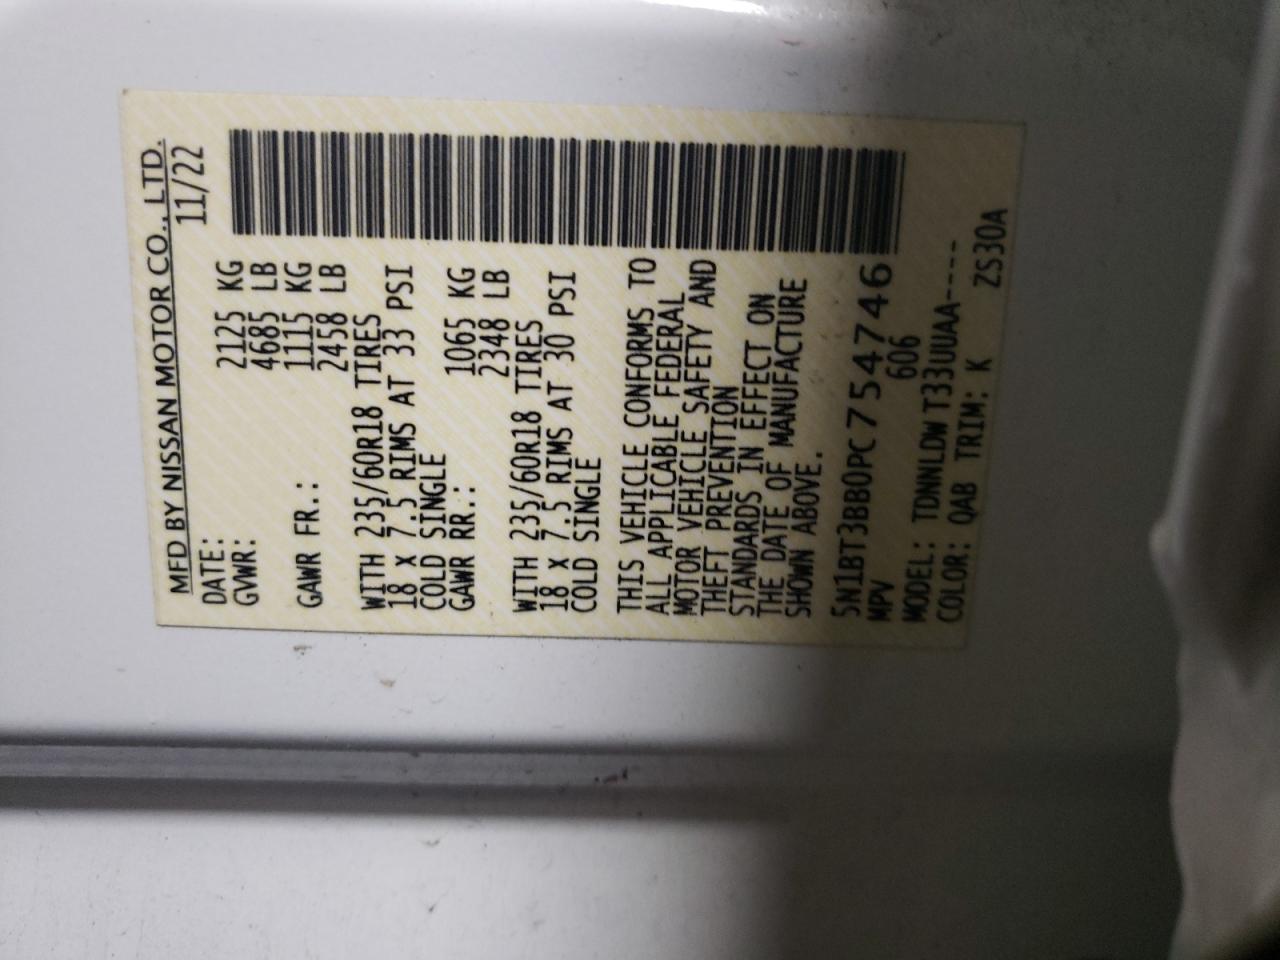 MFD BY NISSAN MOTOR CO., LTD.
DATE: 11/22
GVWR: 2125 KG
4685 LB
GAWR FR.: 1115 KG
2458 LB
WITH 235/60R18 TIRES
18 x 7.5 RIMS AT 33 PSI
COLD SINGLE
GAWR RR.: 1065 KG
2348 LB
WITH 235/60R18 TIRES
18 x 7.5 RIMS AT 30 PSI
COLD SINGLE
THIS VEHICLE CONFORMS TO
ALL APPLICABLE FEDERAL
MOTOR VEHICLE SAFETY AND
THEFT PREVENTION
STANDARDS IN EFFECT ON
THE DATE OF MANUFACTURE
SHOWN ABOVE.
5N1BT3BB0PC754746
MPV 606
MODEL: TDNNLDWT33UUAA----
COLOR: QAB TRIM: K ZS30A